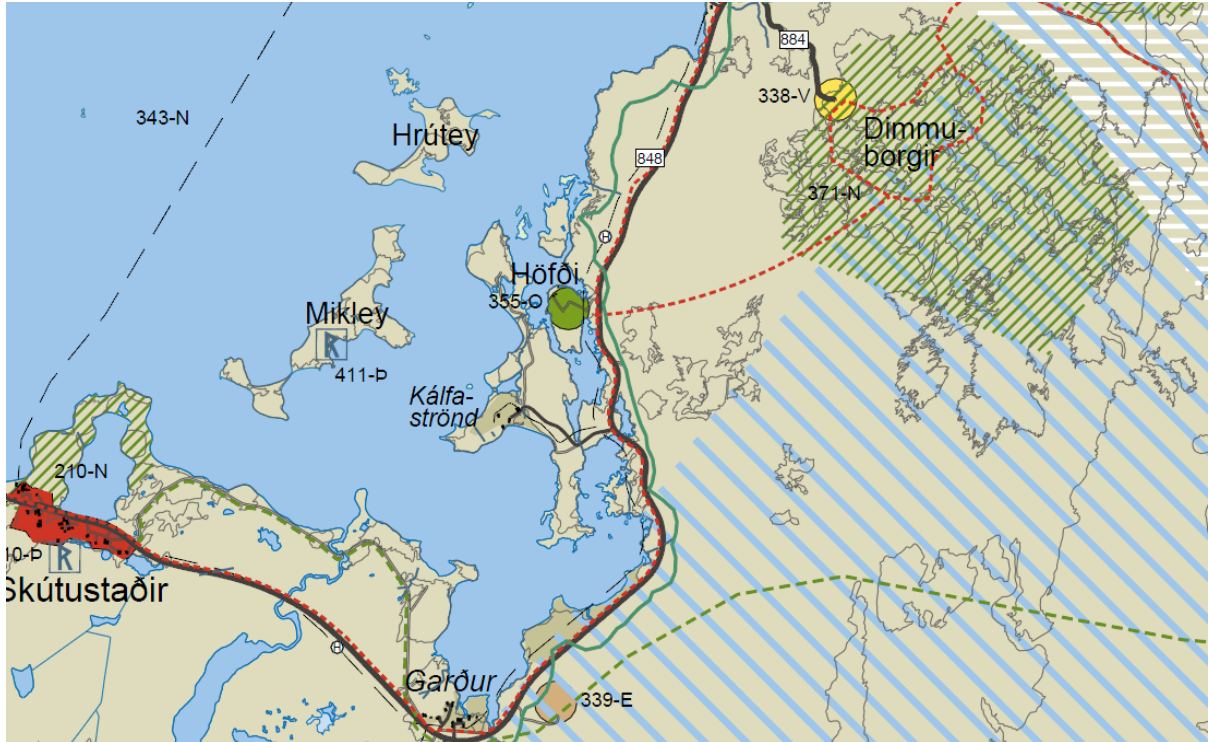 884
338-V
343-N
Hrútey
Dimmu-
borgir
848
371-N
H
Höfði
355-O
Mikley
411-Þ
Kálfa-
strönd
210-N
10-Þ
Skútustaðir
H
Garður
339-E